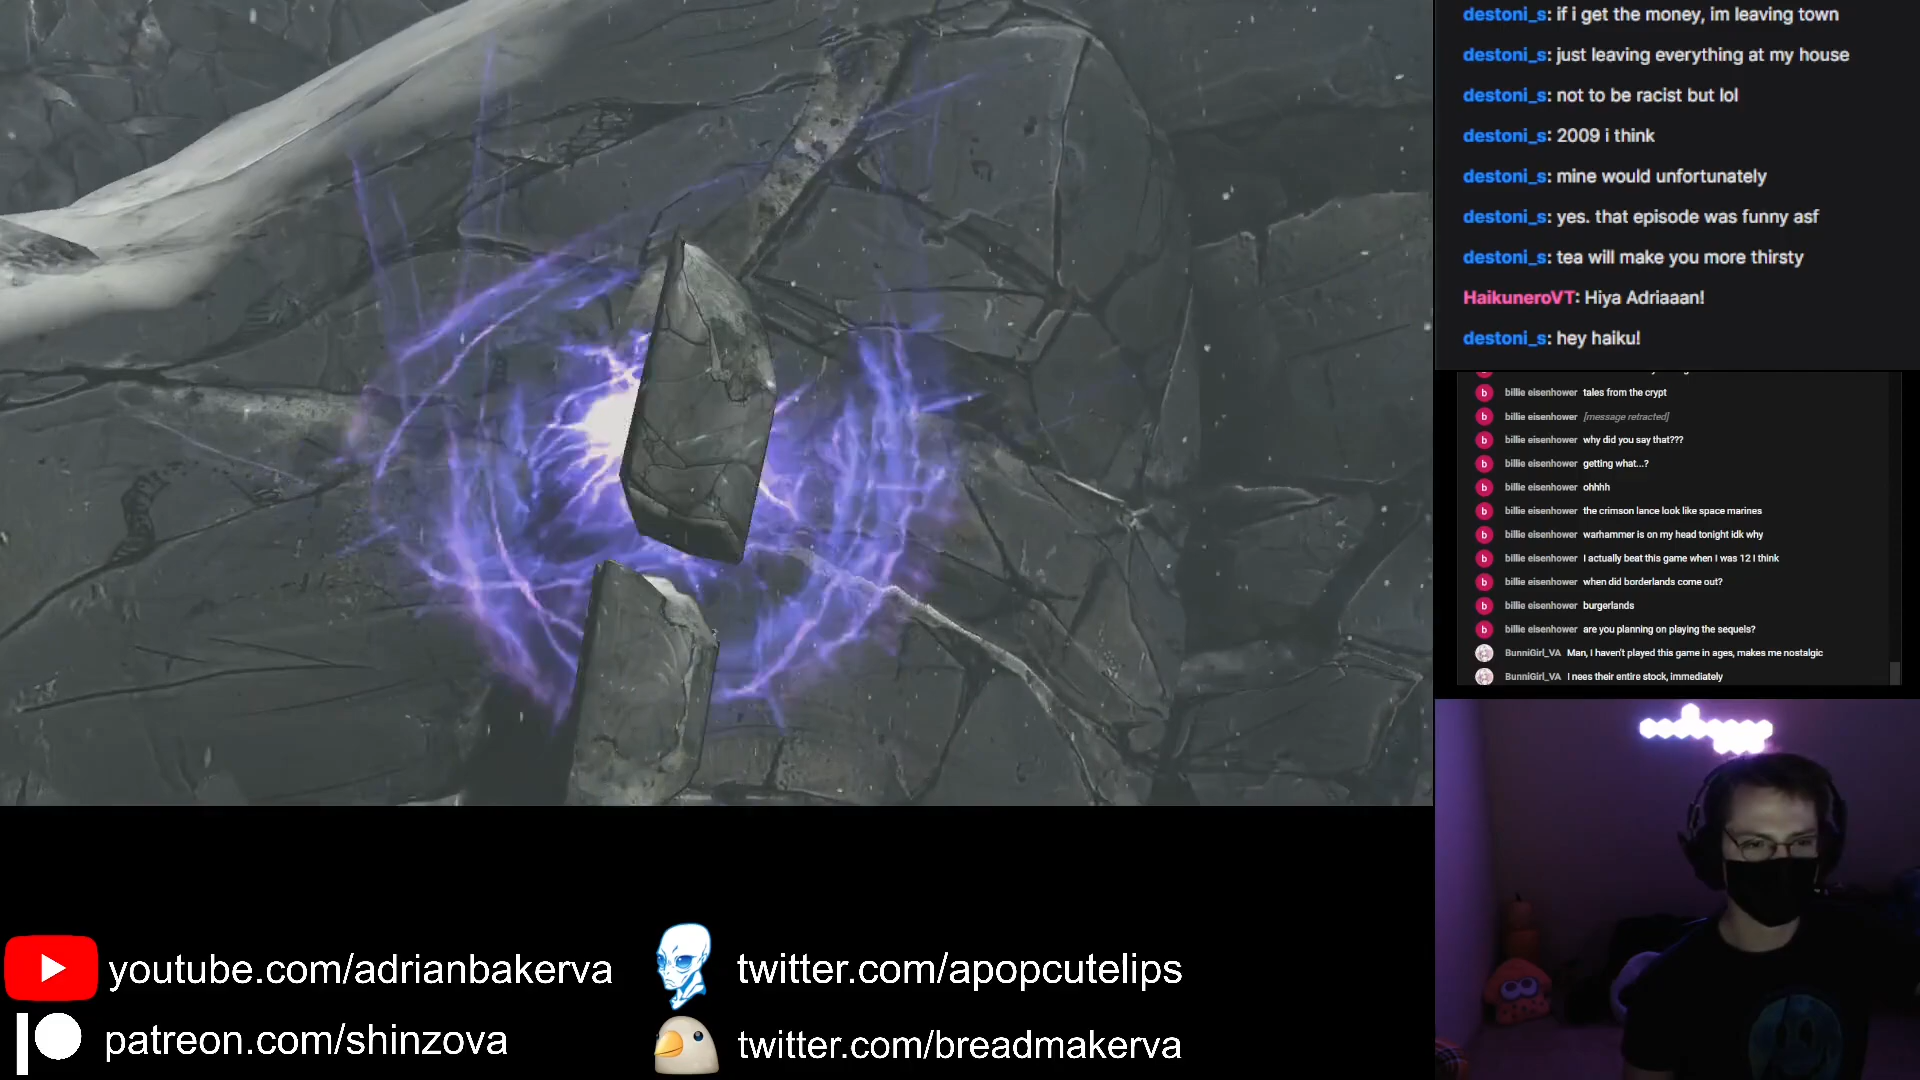 destoni_s: if i get the money, im leaving town
destoni_s: just leaving everything at my house
destoni_s: not to be racist but lol
destoni_s: 2009 i think
destoni_s: mine would unfortunately
destoni_s: yes. that episode was funny asf
destoni_s: tea will make you more thirsty
HaikuneroVT: Hiya Adriaaan!
destoni_s: hey haiku!
b billie eisenhower tales from the crypt
b billie eisenhower [message retracted]
b billie eisenhower why did you say that???
b billie eisenhower getting what...?
b billie eisenhower ohhhh
b billie eisenhower the crimson lance look like space marines
b billie eisenhower warhammer is on my head tonight idk why
b billie eisenhower I actually beat this game when I was 12 I think
b billie eisenhower when did borderlands come out?
b billie eisenhower burgerlands
b billie eisenhower are you planning on playing the sequels?
BunniGirl_VA Man, I haven't played this game in ages, makes me nostalgic
BunniGirl_VA I nees their entire stock, immediately
youtube.com/adrianbakerva
twitter.com/apopcutelips
patreon.com/shinzova
twitter.com/breadmakerva